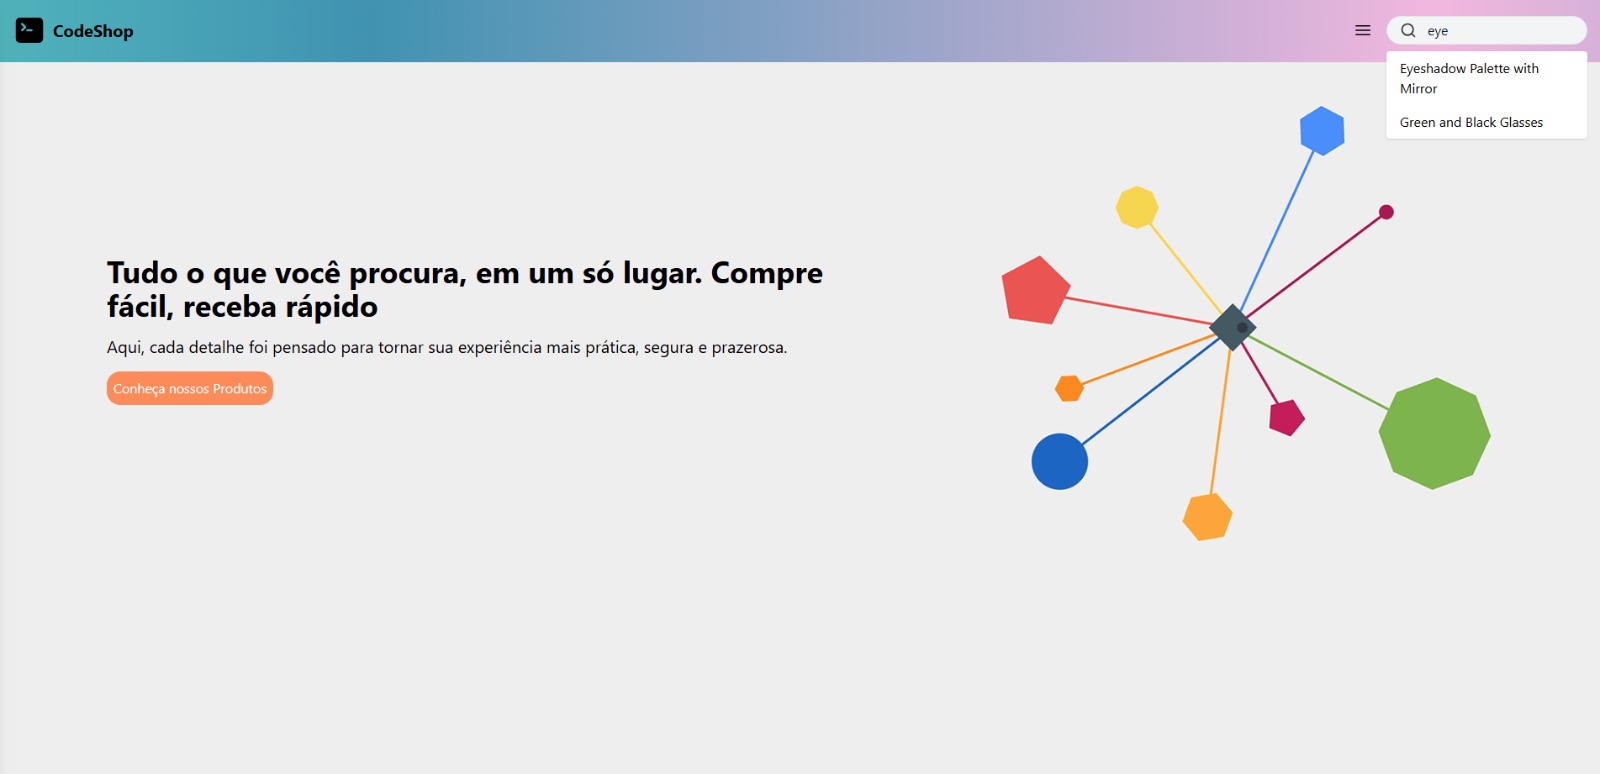 CodeShop
eye
Eyeshadow Palette with
Mirror
Green and Black Glasses
Tudo o que você procura, em um só lugar. Compre
fácil, receba rápido
Aqui, cada detalhe foi pensado para tornar sua experiência mais prática, segura e prazerosa.
Conheça nossos Produtos